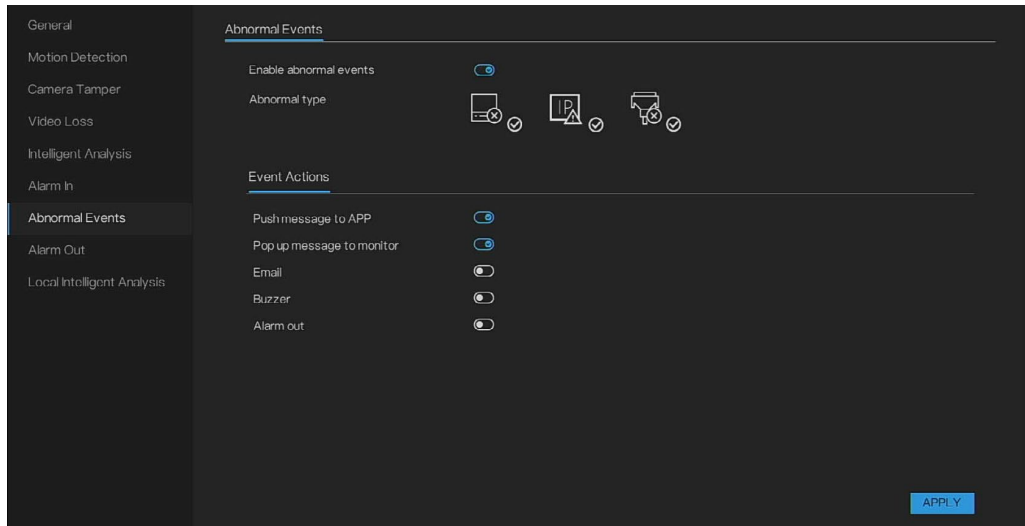 General
Motion Detection
Camera Tamper
Video Loss
Intelligent Analysis
Alarm In
Abnormal Events
Alarm Out
Local Intelligent Analysis
Abnormal Events
Enable abnormal events
Abnormal type
IP
Event Actions
Push message to APP
Pop up message to monitor
Email
Buzzer
Alarm out
APPLY